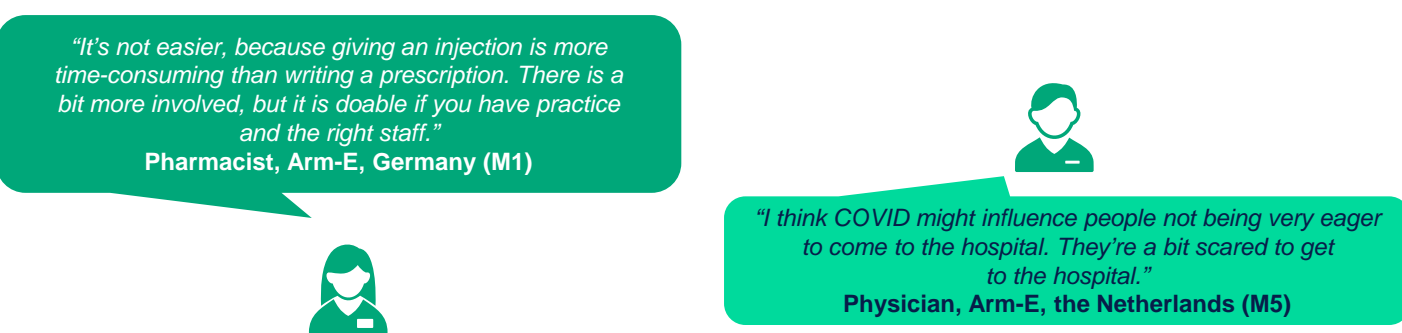 “It’s not easier, because giving an injection is more
time-consuming than writing a prescription. There is a
bit more involved, but it is doable if you have practice
and the right staff.”
Pharmacist, Arm-E, Germany (M1)
“I think COVID might influence people not being very eager
to come to the hospital. They’re a bit scared to get
to the hospital.”
Physician, Arm-E, the Netherlands (M5)